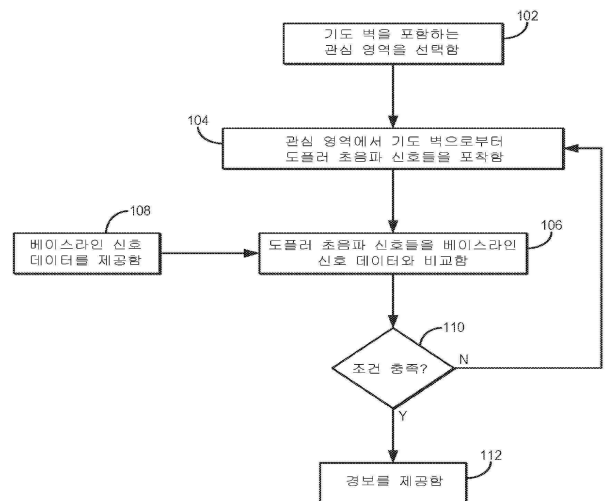 102
기도 벽을 포함하는
관심 영역을 선택함
104
관심 영역에서 기도 벽으로부터
도플러 초음파 신호들을 포착함
108
베이스라인 신호
데이터를 제공함
106
도플러 초음파 신호들을 베이스라인
신호 데이터와 비교함
110
조건 충족?
N
Y
112
경보를 제공함